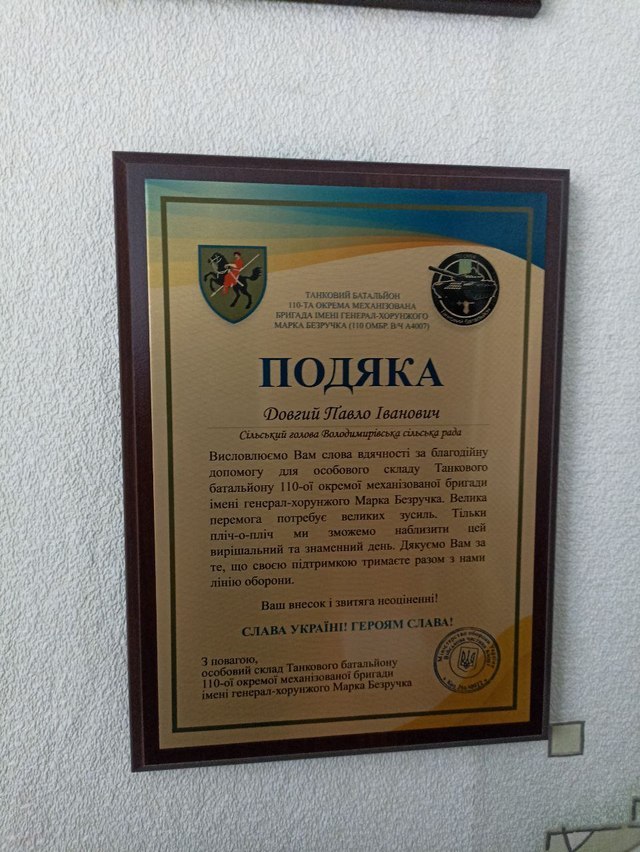 ТАНКОВИЙ БАТАЛЬЙОН
110-ТА ОКРЕМА МЕХАНІЗОВАНА
БРИГАДА ІМЕНІ ГЕНЕРАЛ-ХОРУНЖОГО
МАРКА БЕЗРУЧКА (110 ОМБР. В/Ч А4007)
ПОДЯКА
Довгий Павло Іванович
Сільський голова Володимирівська сільська рада
Висловлюємо Вам слова вдячності за благодійну
допомогу для особового складу Танкового
батальйону 110-ої окремої механізованої бригади
імені генерал-хорунжого Марка Безручка. Велика
перемога потребує великих зусиль. Тільки
пліч-о-пліч ми зможемо наблизити цей
вирішальний та знаменний день. Дякуємо Вам за
те, що своєю підтримкою тримаєте разом з нами
лінію оборони.
Ваш внесок і звитяга неоціненні!
СЛАВА УКРАЇНІ! ГЕРОЯМ СЛАВА!
З повагою,
особовий склад Танкового батальйону
110-ої окремої механізованої бригади
імені генерал-хорунжого Марка Безручка
Міністерство оборони України